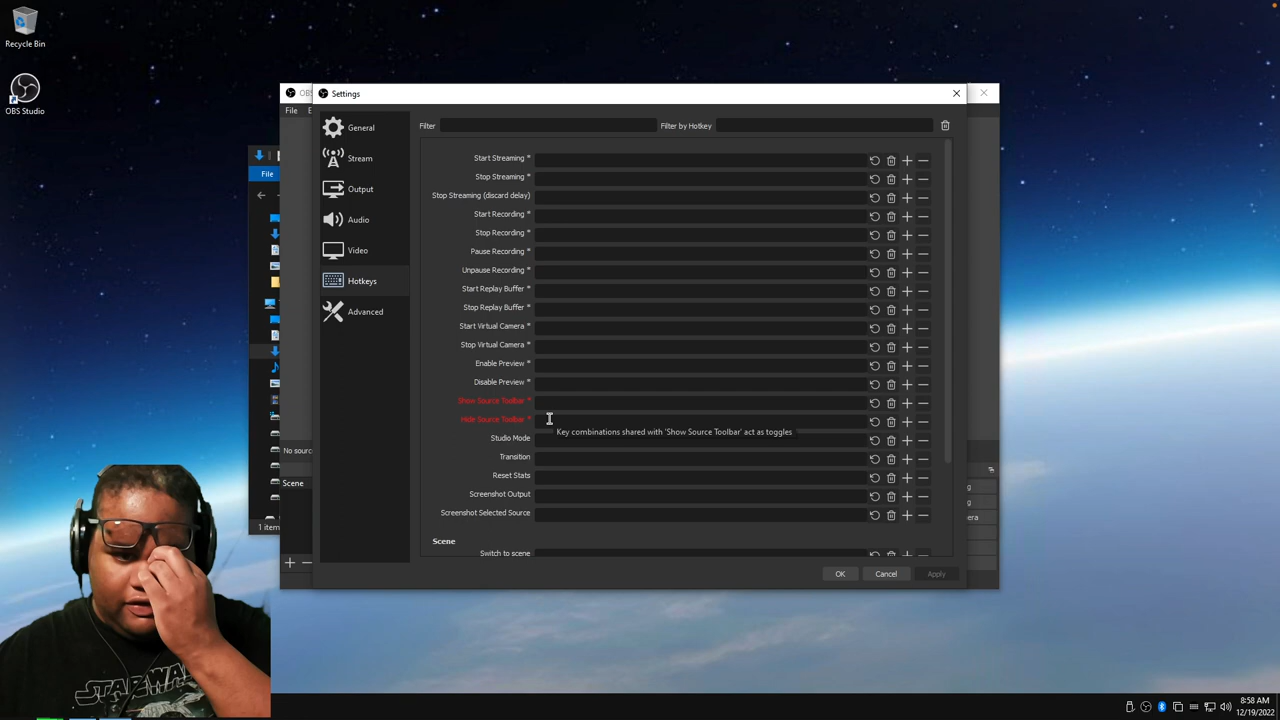 Recycle Bin
OBS Studio
OBS
Settings
File
File
General
Stream
Output
Audio
Video
Hotkeys
Advanced
Filter
Filter by Hotkey
Start Streaming *
Stop Streaming *
Stop Streaming (discard delay)
Start Recording *
Stop Recording *
Pause Recording *
Unpause Recording *
Start Replay Buffer *
Stop Replay Buffer *
Start Virtual Camera *
Stop Virtual Camera *
Enable Preview *
Disable Preview *
Show Source Toolbar *
Hide Source Toolbar *
Key combinations shared with 'Show Source Toolbar' act as toggles
Studio Mode
Transition
Reset Stats
Screenshot Output
Screenshot Selected Source
Scene
Switch to scene
OK
Cancel
Apply
No sourc
Scene
1 item
STAR
WARS
8:58 AM
12/19/2022